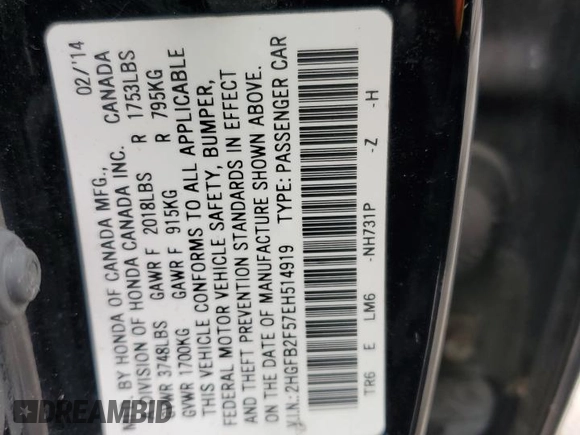 BY HONDA OF CANADA MFG., 02/'14
DIVISION OF HONDA CANADA INC. CANADA
GVWR 3748LBS GAWR F 2018LBS R 1753LBS
GVWR 1700KG GAWR F 915KG R 795KG
THIS VEHICLE CONFORMS TO ALL APPLICABLE
FEDERAL MOTOR VEHICLE SAFETY, BUMPER,
AND THEFT PREVENTION STANDARDS IN EFFECT
ON THE DATE OF MANUFACTURE SHOWN ABOVE.
V.I.N.: 2HGFB2F57EH514919 TYPE: PASSENGER CAR
TR6 E LM6 -NH731P -Z -H
DREAMBID